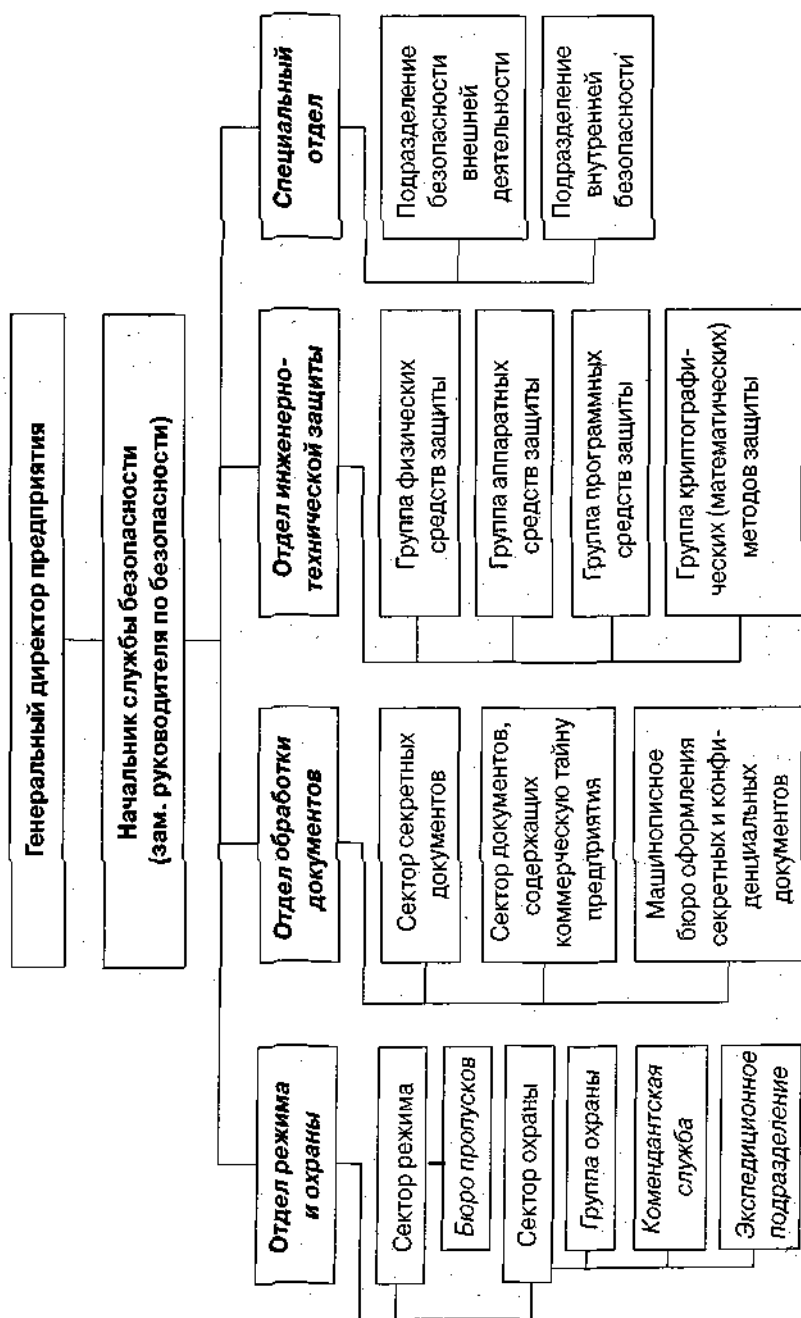 Генеральный директор предприятия
Начальник службы безопасности
(зам. руководителя по безопасности)
Отдел режима
и охраны
Сектор режима
Бюро пропусков
Сектор охраны
Группа охраны
Комендантская
служба
Экспедиционное
подразделение
Отдел обработки
документов
Сектор секретных
документов
Сектор документов,
содержащих
коммерческую тайну
предприятия
Машинописное
бюро оформления
секретных и конфи-
денциальных
документов
Отдел инженерно-
технической защиты
Группа физических
средств защиты
Группа аппаратных
средств защиты
Группа программных
средств защиты
Группа криптографи-
ческих (математических)
методов защиты
Специальный
отдел
Подразделение
безопасности
внешней
деятельности
Подразделение
внутренней
безопасности